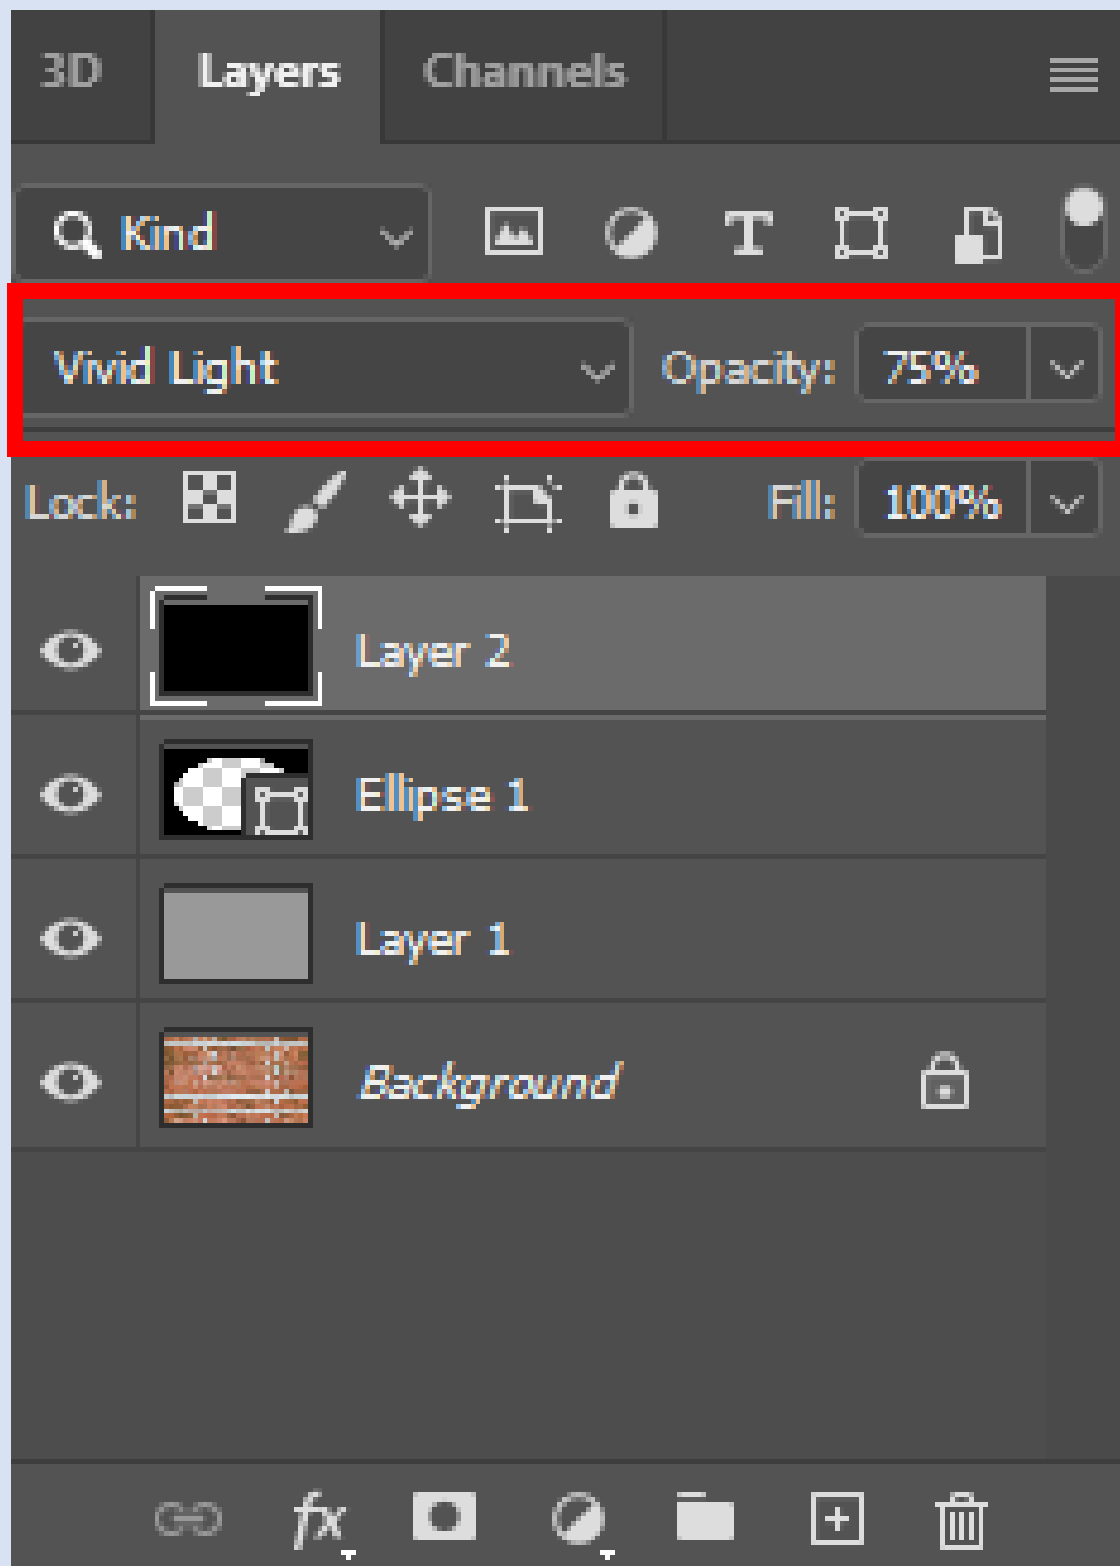 3D Layers Channels
Kind T
Vivid Light Opacity: 75%
Lock: Fill: 100%
Layer 2
Ellipse 1
Layer 1
Background
fx